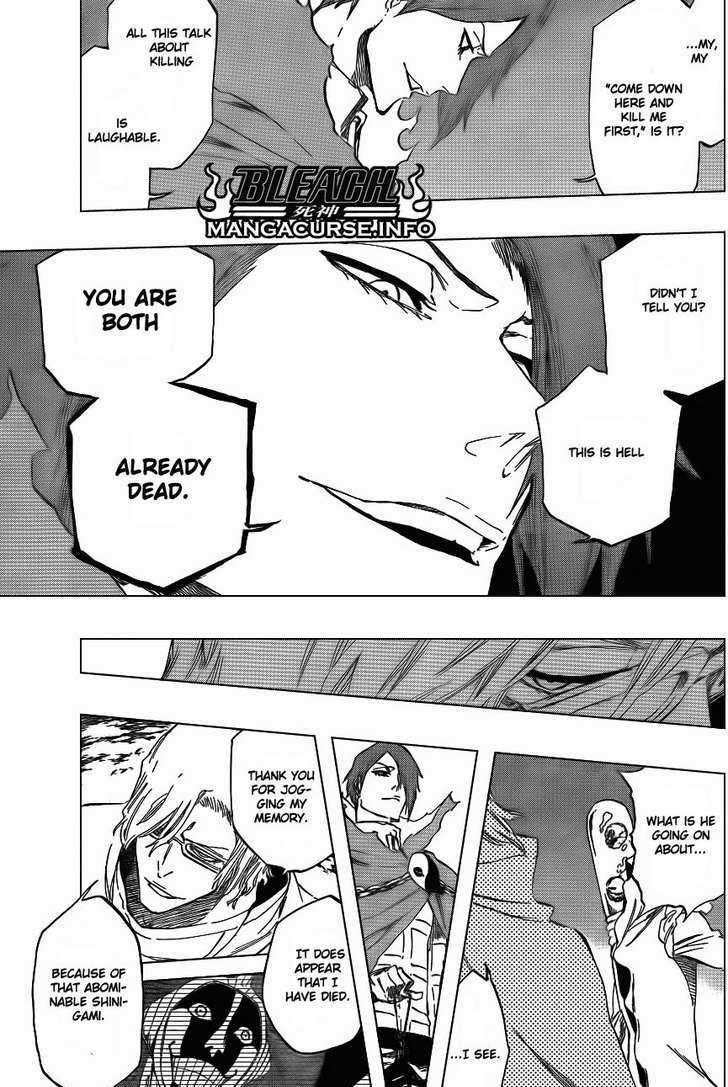 ...MY,
MY
"COME DOWN
HERE AND
KILL ME
FIRST," IS IT?
ALL THIS TALK
ABOUT
KILLING
IS
LAUGHABLE.
BLEACH
死神
MANGACURSE.INFO
DIDN'T I
TELL YOU?
THIS IS HELL
YOU ARE
BOTH
ALREADY
DEAD.
WHAT IS HE
GOING ON
ABOUT...
...I SEE.
THANK YOU
FOR JOG-
GING MY
MEMORY.
IT DOES
APPEAR
THAT I
HAVE DIED.
BECAUSE OF
THAT ABOMI-
NABLE SHINI-
GAMI.